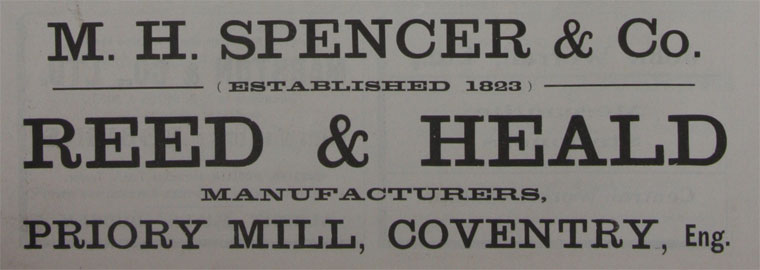 M. H. SPENCER & Co.
(ESTABLISHED 1823)
REED & HEALD
MANUFACTURERS,
PRIORY MILL, COVENTRY, Eng.